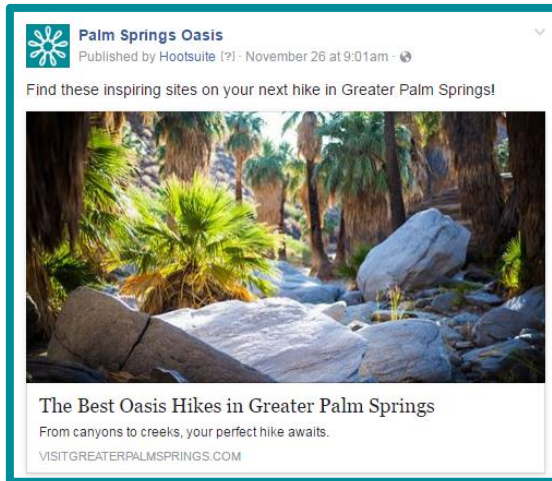 Palm Springs Oasis
Published by Hootsuite [?] · November 26 at 9:01am ·
Find these inspiring sites on your next hike in Greater Palm Springs!
The Best Oasis Hikes in Greater Palm Springs
From canyons to creeks, your perfect hike awaits.
VISITGREATERPALMSPRINGS.COM